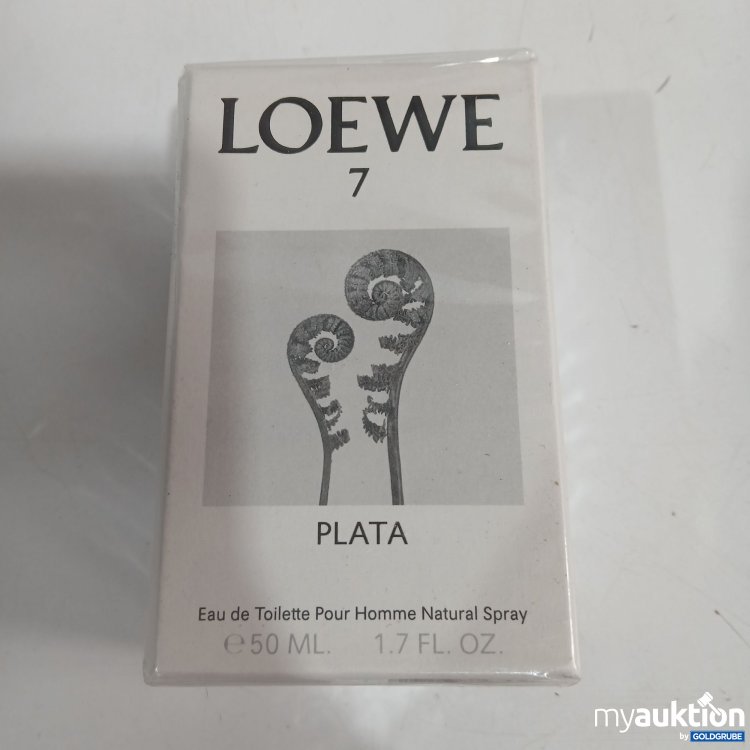 LOEWE
7
PLATA
Eau de Toilette Pour Homme Natural Spray
℮50 ML. 1.7 FL. OZ.
myauktion
by GOLDGRUBE